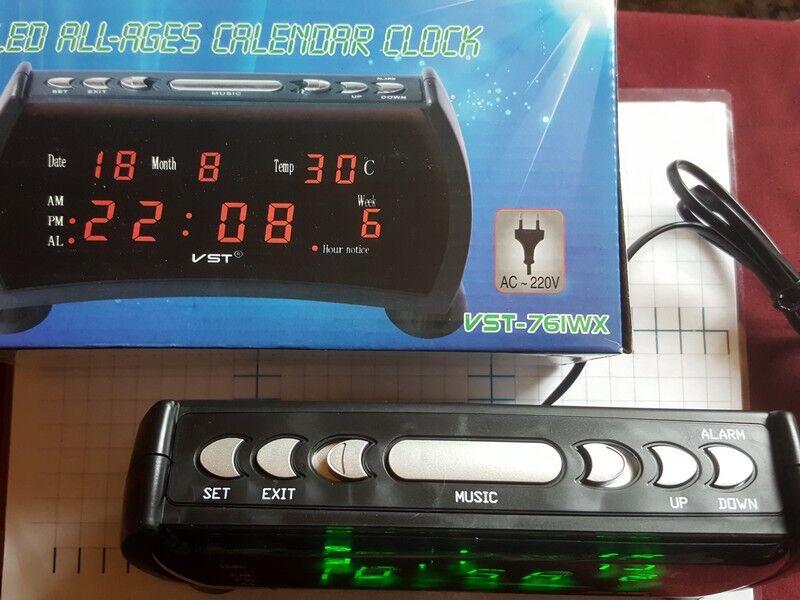 LED ALL-AGES CALENDAR CLOCK
SET EXIT MUSIC UP ALARM DOWN
Date 18 Month 8 Temp 30 C
AM
PM
AL
22:08
Week
6
Hour notice
VST®
AC ~ 220V
VST-761WX
ALARM
SET EXIT MUSIC UP DOWN